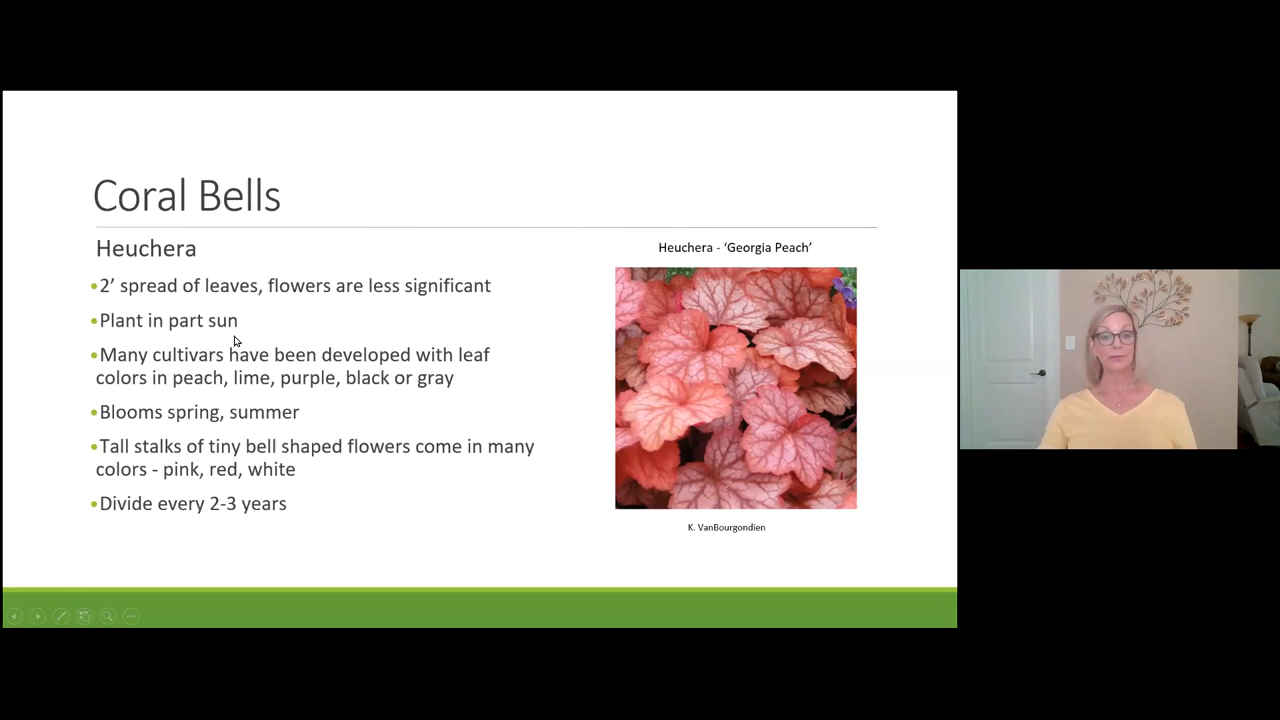 Coral Bells
Heuchera
•2’ spread of leaves, flowers are less significant
•Plant in part sun
•Many cultivars have been developed with leaf
colors in peach, lime, purple, black or gray
•Blooms spring, summer
•Tall stalks of tiny bell shaped flowers come in many
colors - pink, red, white
•Divide every 2-3 years
Heuchera - ‘Georgia Peach’
K. VanBourgondien